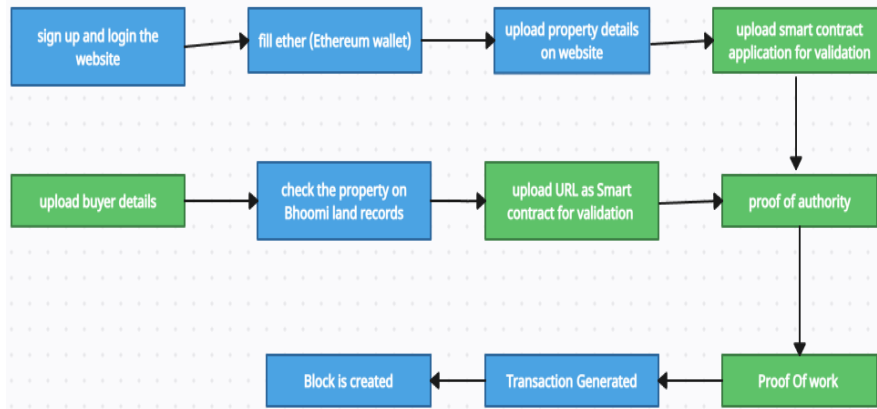 sign up and login the
website
fill ether (Ethereum wallet)
upload property details
on website
upload smart contract
application for validation
upload buyer details
check the property on
Bhoomi land records
upload URL as Smart
contract for validation
proof of authority
Block is created
Transaction Generated
Proof Of work